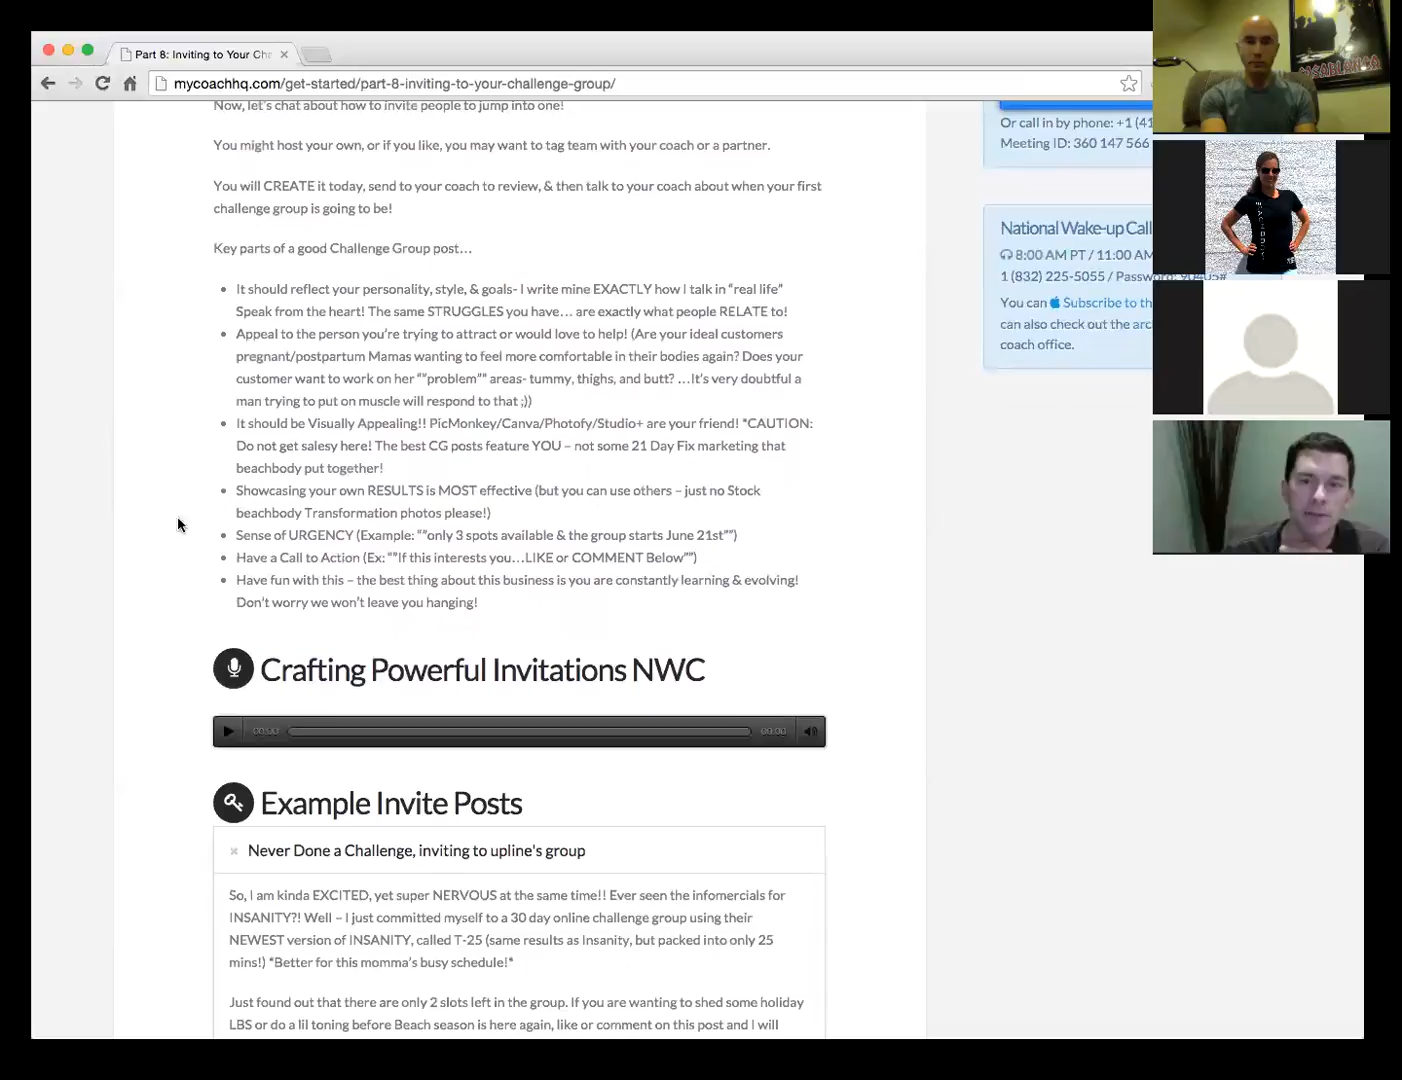 Part 8: Inviting to Your Cha
mycoachhq.com/get-started/part-8-inviting-to-your-challenge-group/
Now, let's chat about how to invite people to jump into one!
You might host your own, or if you like, you may want to tag team with your coach or a partner.
You will CREATE it today, send to your coach to review, & then talk to your coach about when your first
challenge group is going to be!
Key parts of a good Challenge Group post…
It should reflect your personality, style, & goals- I write mine EXACTLY how I talk in “real life”
Speak from the heart! The same STRUGGLES you have… are exactly what people RELATE to!
Appeal to the person you’re trying to attract or would love to help! (Are your ideal customers
pregnant/postpartum Mamas wanting to feel more comfortable in their bodies again? Does your
customer want to work on her “"problem”" areas- tummy, thighs, and butt? …It’s very doubtful a
man trying to put on muscle will respond to that ;))
It should be Visually Appealing!! PicMonkey/Canva/Photofy/Studio+ are your friend! *CAUTION:
Do not get salesy here! The best CG posts feature YOU – not some 21 Day Fix marketing that
beachbody put together!
Showcasing your own RESULTS is MOST effective (but you can use others – just no Stock
beachbody Transformation photos please!)
Sense of URGENCY (Example: “"only 3 spots available & the group starts June 21st”")
Have a Call to Action (Ex: “"If this interests you…LIKE or COMMENT Below”")
Have fun with this – the best thing about this business is you are constantly learning & evolving!
Don’t worry we won’t leave you hanging!
Crafting Powerful Invitations NWC
00:00 00:00
Example Invite Posts
Never Done a Challenge, inviting to upline's group
So, I am kinda EXCITED, yet super NERVOUS at the same time!! Ever seen the infomercials for
INSANITY?! Well – I just committed myself to a 30 day online challenge group using their
NEWEST version of INSANITY, called T-25 (same results as Insanity, but packed into only 25
mins!) *Better for this momma’s busy schedule!*
Just found out that there are only 2 slots left in the group. If you are wanting to shed some holiday
LBS or do a lil toning before Beach season is here again, like or comment on this post and I will
Or call in by phone: +1 (41
Meeting ID: 360 147 566
National Wake-up Call
8:00 AM PT / 11:00 AM
1 (832) 225-5055 / Password: 90405#
You can Subscribe to th
can also check out the arc
coach office.
CASABLANCA
BEACHBODY